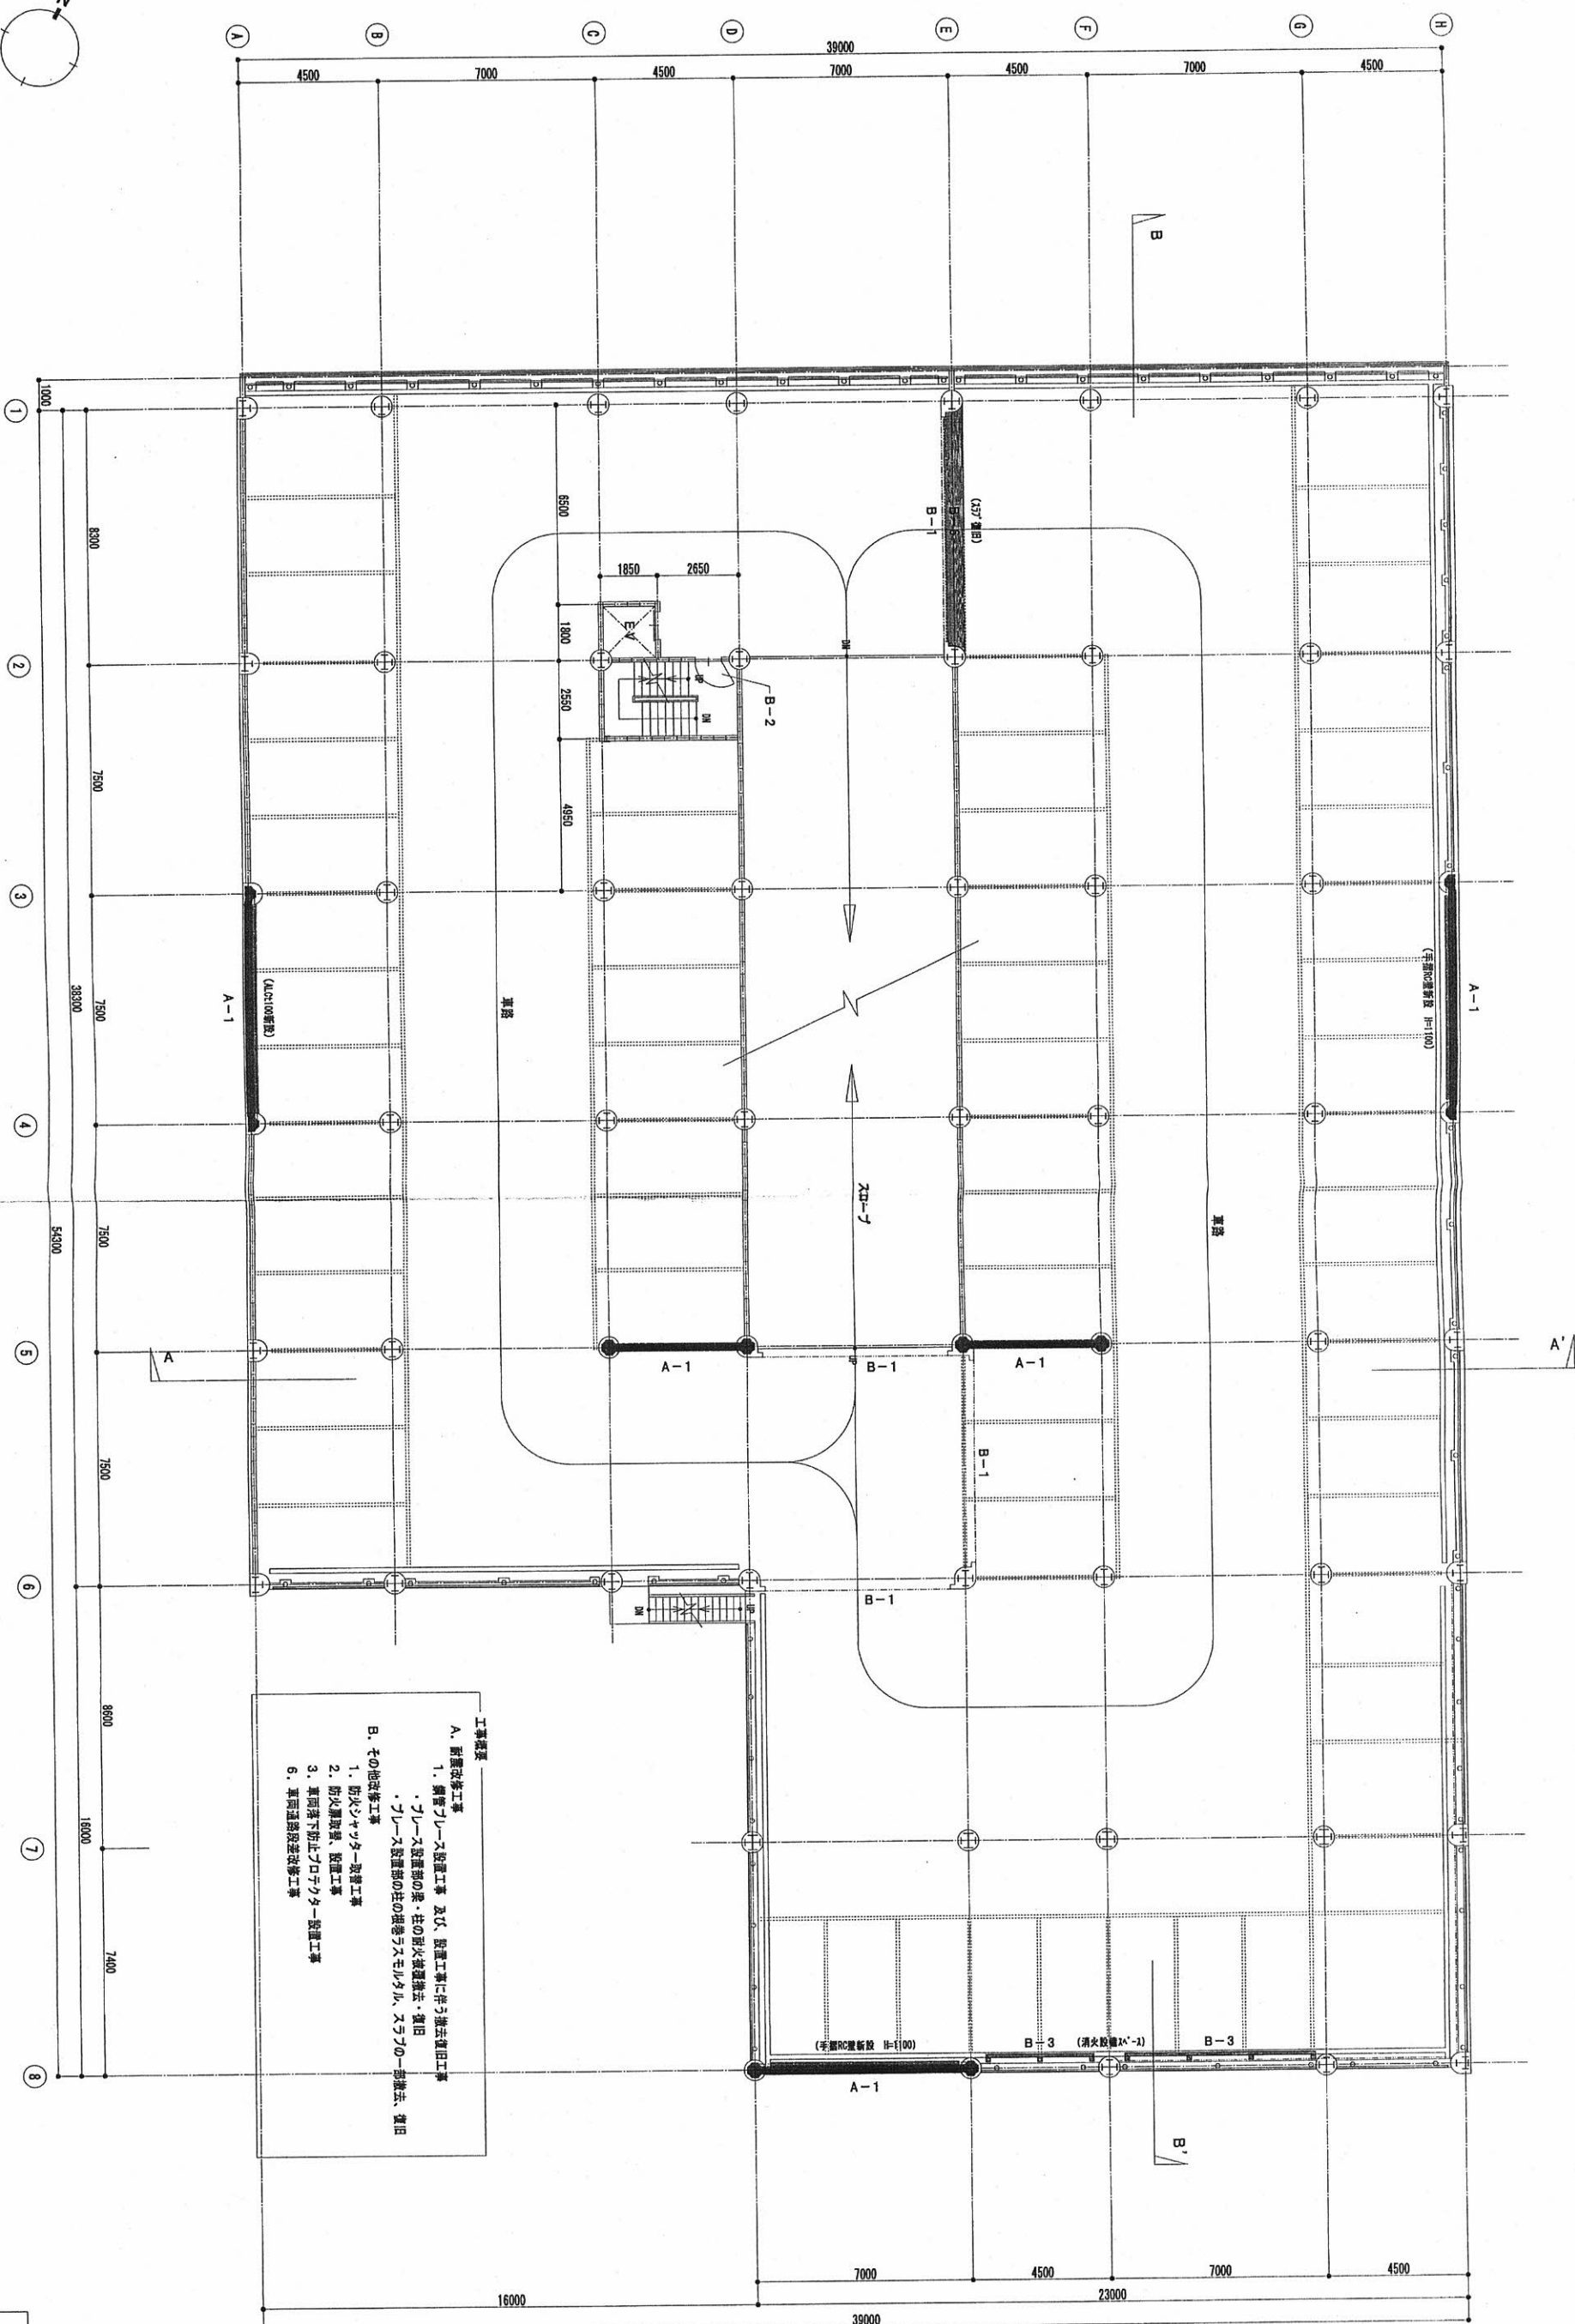 N
A
B
C
D
E
F
G
H
39000
4500
7000
4500
7000
4500
7000
4500
B
1000
1
2
3
4
5
6
7
8
8300
7500
7500
7500
7500
8600
7400
38300
16000
54300
6500
1850
2650
1800
2550
4950
EV
UP
DN
B-2
DN
B-1
(スラブ復旧)
車路
スロープ
車路
A-1
(ALCt100新設)
A-1
(手摺RC壁新設 H=1100)
A
A'
A-1
B-1
A-1
B-1
B-1
UP
DN
工事概要
A. 耐震改修工事
1. 鋼管ブレース設置工事 及び、設置工事に伴う撤去復旧工事
・ブレース設置部の梁・柱の耐火被覆撤去・復旧
・ブレース設置部の柱の根巻ラスモルタル、スラブの一部撤去、復旧
B. その他改修工事
1. 防火シャッター取替工事
2. 防火扉取替、設置工事
3. 車両落下防止プロテクター設置工事
6. 車両通路段差改修工事
(手摺RC壁新設 H=1100)
B-3
(消火設備スペース)
B-3
A-1
B'
7000
4500
7000
4500
16000
23000
39000